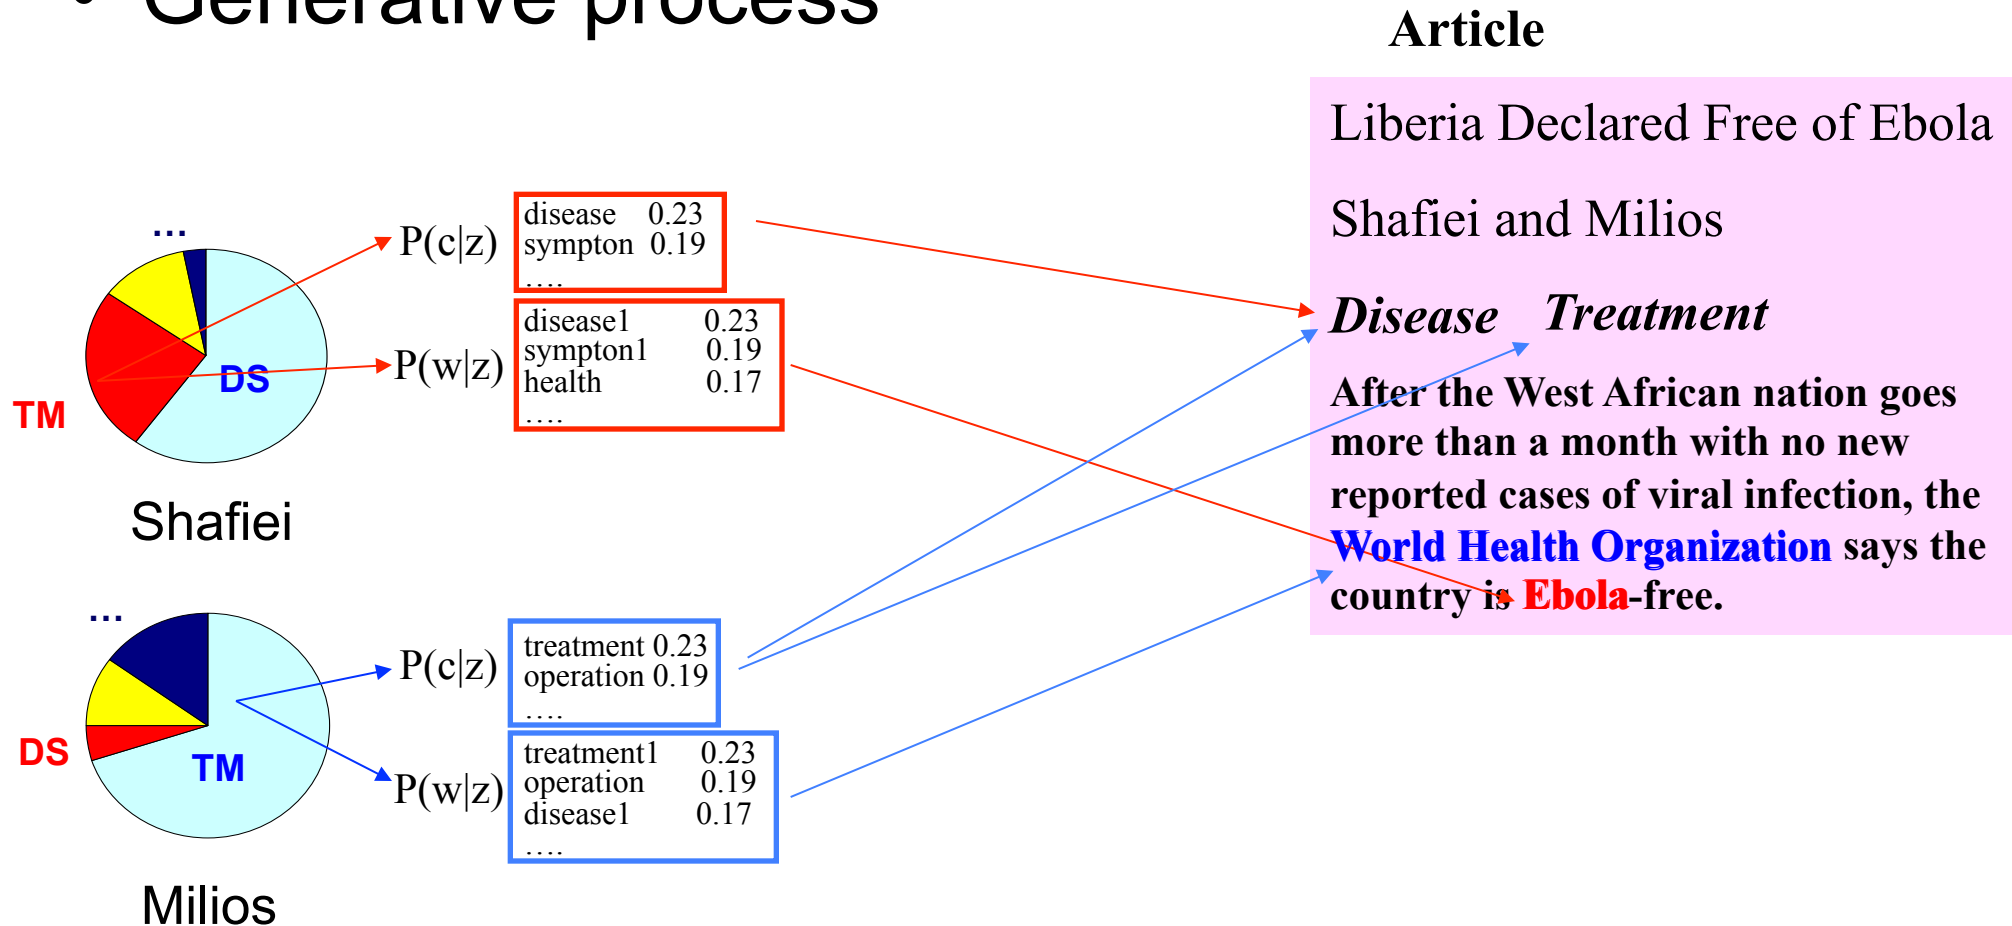 • Generative process
Article
Liberia Declared Free of Ebola
Shafiei and Milios
Disease Treatment
After the West African nation goes
more than a month with no new
reported cases of viral infection, the
World Health Organization says the
country is Ebola-free.
...
DS
TM
Shafiei
P(c|z)
disease 0.23
sympton 0.19
....
P(w|z)
disease1 0.23
sympton1 0.19
health 0.17
....
...
DS
TM
Milios
P(c|z)
treatment 0.23
operation 0.19
....
P(w|z)
treatment1 0.23
operation 0.19
disease1 0.17
....